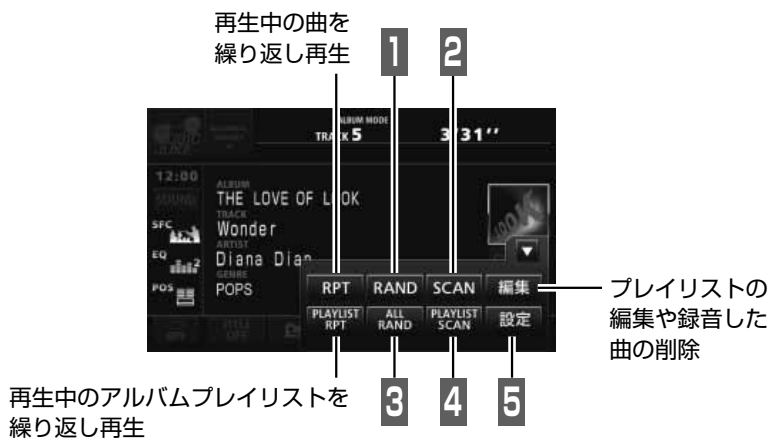 再生中の曲を
繰り返し再生
1
2
ALBUM MODE
TRACK 5
3'31''
12:00
SOUND
SFC
EQ
2
POS
ALBUM
THE LOVE OF LOOK
TRACK
Wonder
ARTIST
Diana Dian
GENRE
POPS
RPT
RAND
SCAN
編集
PLAYLIST
RPT
ALL
RAND
PLAYLIST
SCAN
設定
TITLE
OFF
プレイリストの
編集や録音した
曲の削除
再生中のアルバムプレイリストを
繰り返し再生
3
4
5